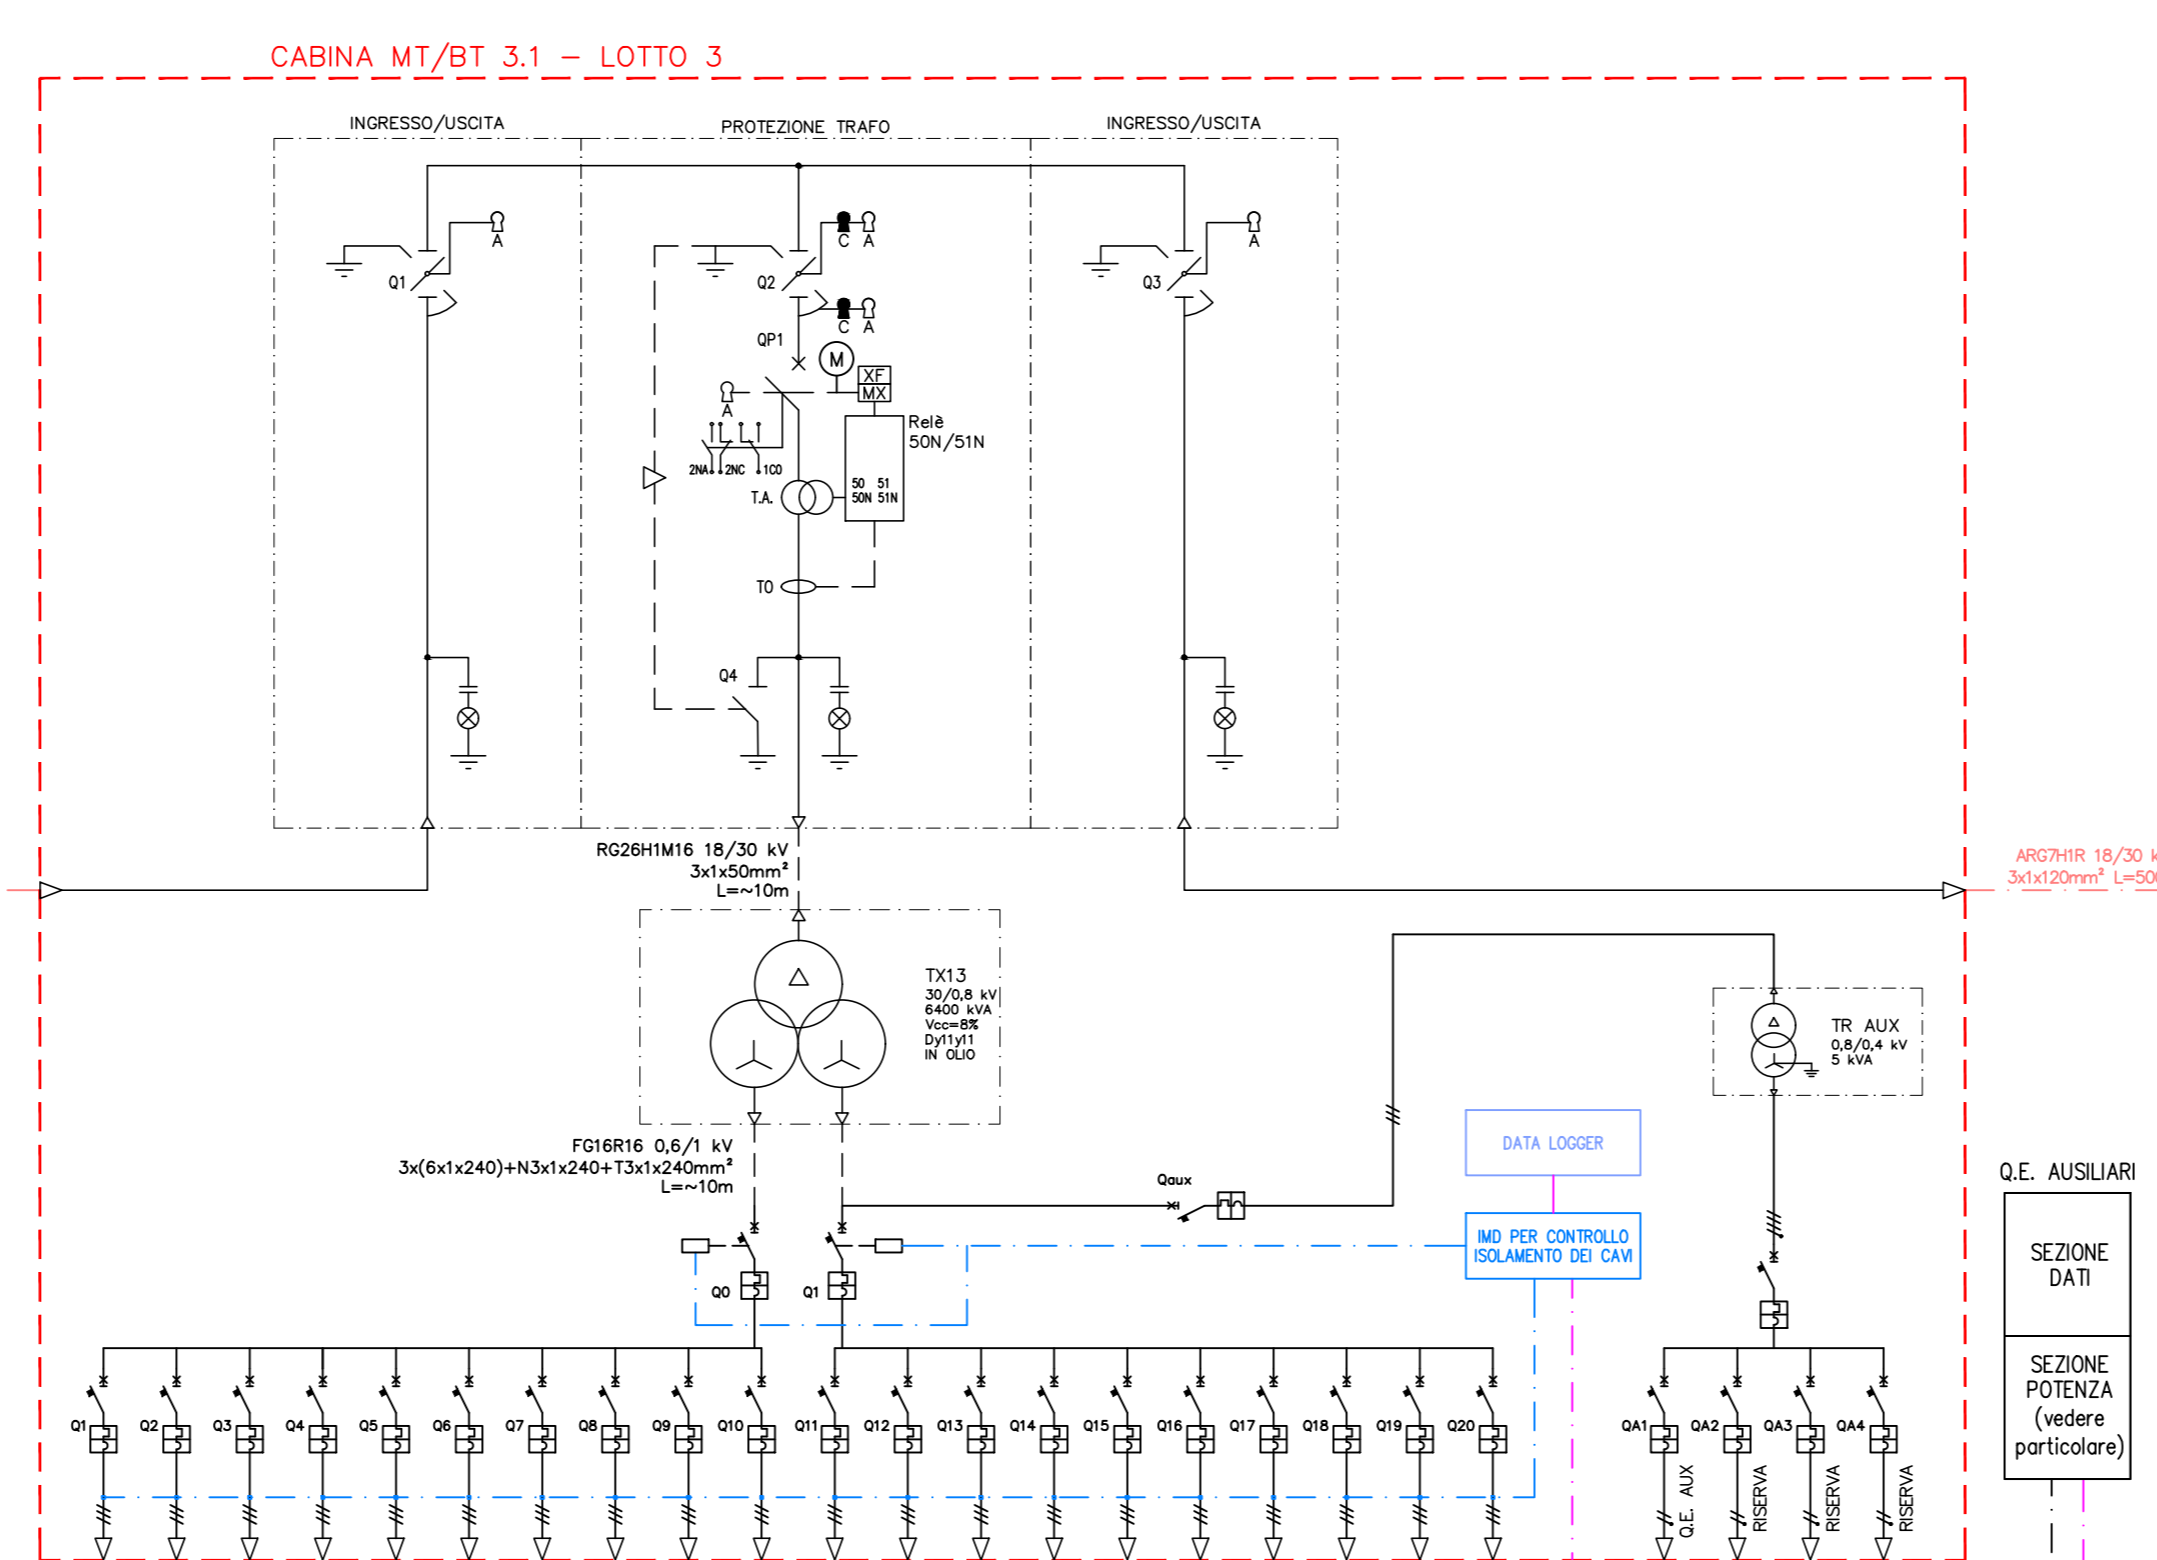 CABINA MT/BT 3.1 – LOTTO 3
INGRESSO/USCITA
PROTEZIONE TRAFO
INGRESSO/USCITA
A
C A
A
Q1
Q2
Q3
C A
QP1
M
XF
MX
A
Relè
50N/51N
2NA 2NC 1CO
50 51
50N 51N
T.A.
TO
Q4
RG26H1M16 18/30 kV
3x1x50mm²
L=~10m
ARG7H1R 18/30
3x1x120mm²
TX13
30/0,8 kV
6400 kVA
Vcc=8%
Dy11y11
IN OLIO
TR AUX
0,8/0,4 kV
5 kVA
FG16R16 0,6/1 kV
3x(6x1x240)+N3x1x240+T3x1x240mm²
L=~10m
DATA LOGGER
Qaux
IMD PER CONTROLLO
ISOLAMENTO DEI CAVI
Q.E. AUSILIARI
SEZIONE
DATI
SEZIONE
POTENZA
(vedere
particolare)
Q0
Q1
Q1
Q2
Q3
Q4
Q5
Q6
Q7
Q8
Q9
Q10
Q11
Q12
Q13
Q14
Q15
Q16
Q17
Q18
Q19
Q20
QA1
QA2
QA3
QA4
Q.E. AUX
RISERVA
RISERVA
RISERVA